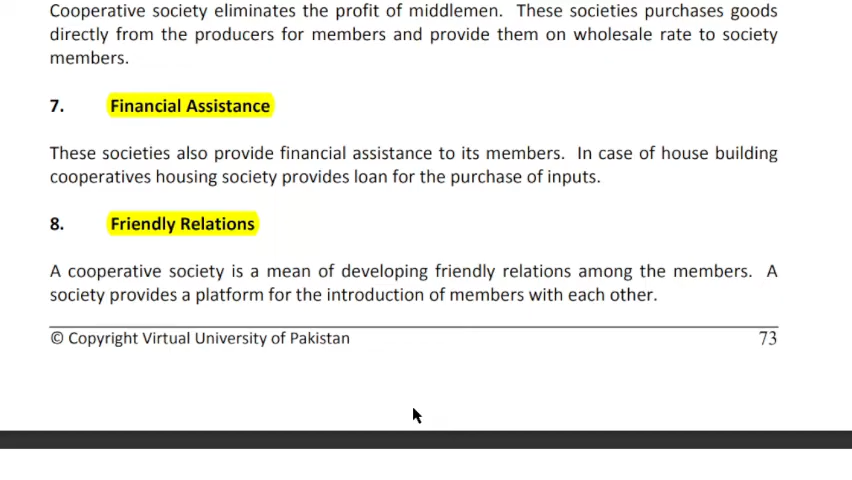 Cooperative society eliminates the profit of middlemen. These societies purchases goods
directly from the producers for members and provide them on wholesale rate to society
members.
7. Financial Assistance
These societies also provide financial assistance to its members. In case of house building
cooperatives housing society provides loan for the purchase of inputs.
8. Friendly Relations
A cooperative society is a mean of developing friendly relations among the members. A
society provides a platform for the introduction of members with each other.
© Copyright Virtual University of Pakistan 73